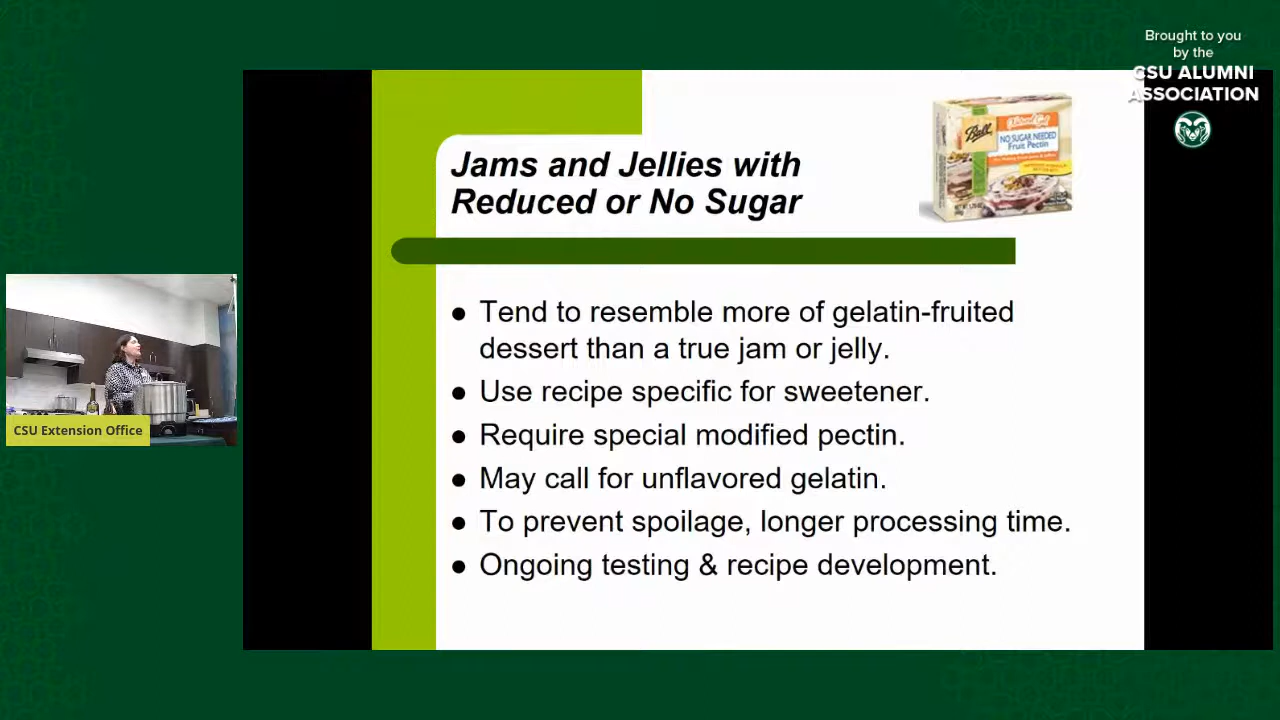 Brought to you
by the
CSU ALUMNI
ASSOCIATION
Jams and Jellies with
Reduced or No Sugar
Ball
NO SUGAR NEEDED
Fruit Pectin
● Tend to resemble more of gelatin-fruited
dessert than a true jam or jelly.
● Use recipe specific for sweetener.
● Require special modified pectin.
● May call for unflavored gelatin.
● To prevent spoilage, longer processing time.
● Ongoing testing & recipe development.
CSU Extension Office